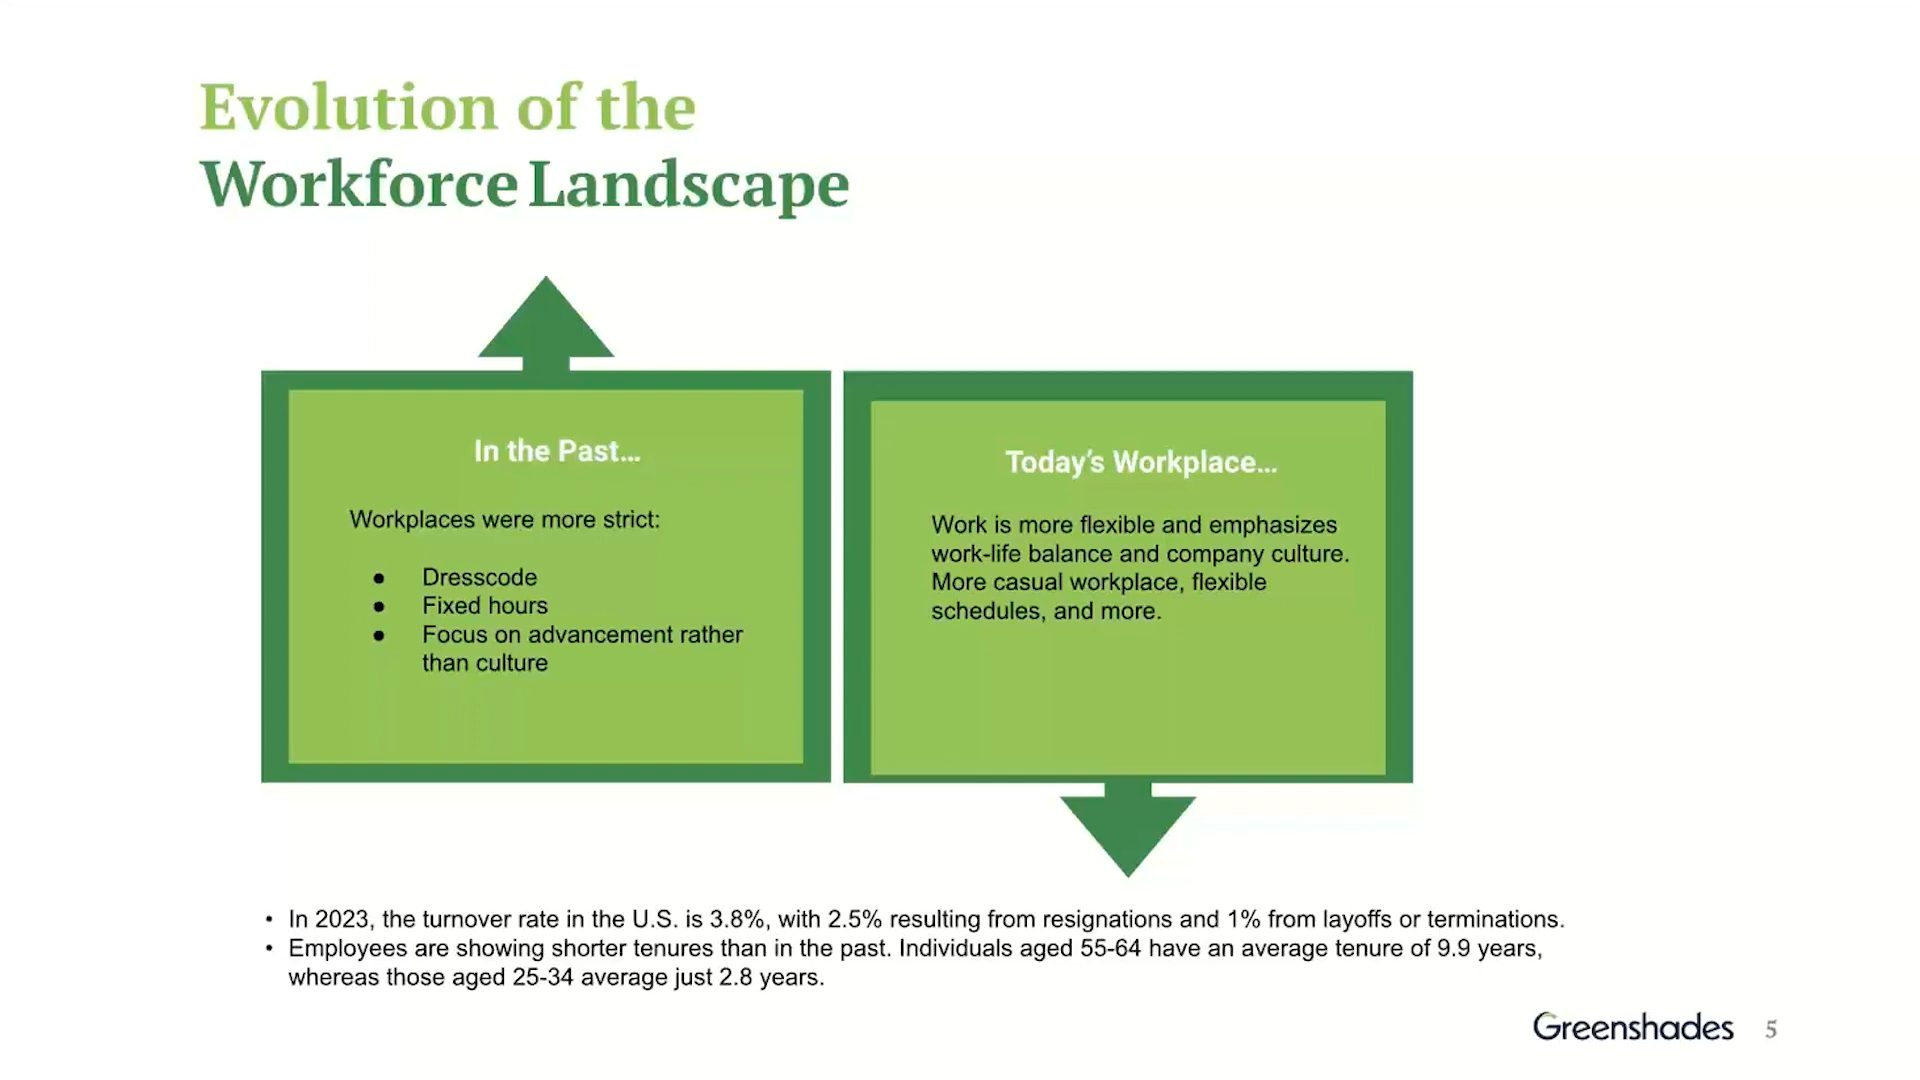 Evolution of the
Workforce Landscape
In the Past...
Workplaces were more strict:
● Dresscode
● Fixed hours
● Focus on advancement rather
than culture
Today's Workplace...
Work is more flexible and emphasizes
work-life balance and company culture.
More casual workplace, flexible
schedules, and more.
• In 2023, the turnover rate in the U.S. is 3.8%, with 2.5% resulting from resignations and 1% from layoffs or terminations.
• Employees are showing shorter tenures than in the past. Individuals aged 55-64 have an average tenure of 9.9 years,
whereas those aged 25-34 average just 2.8 years.
Greenshades 5